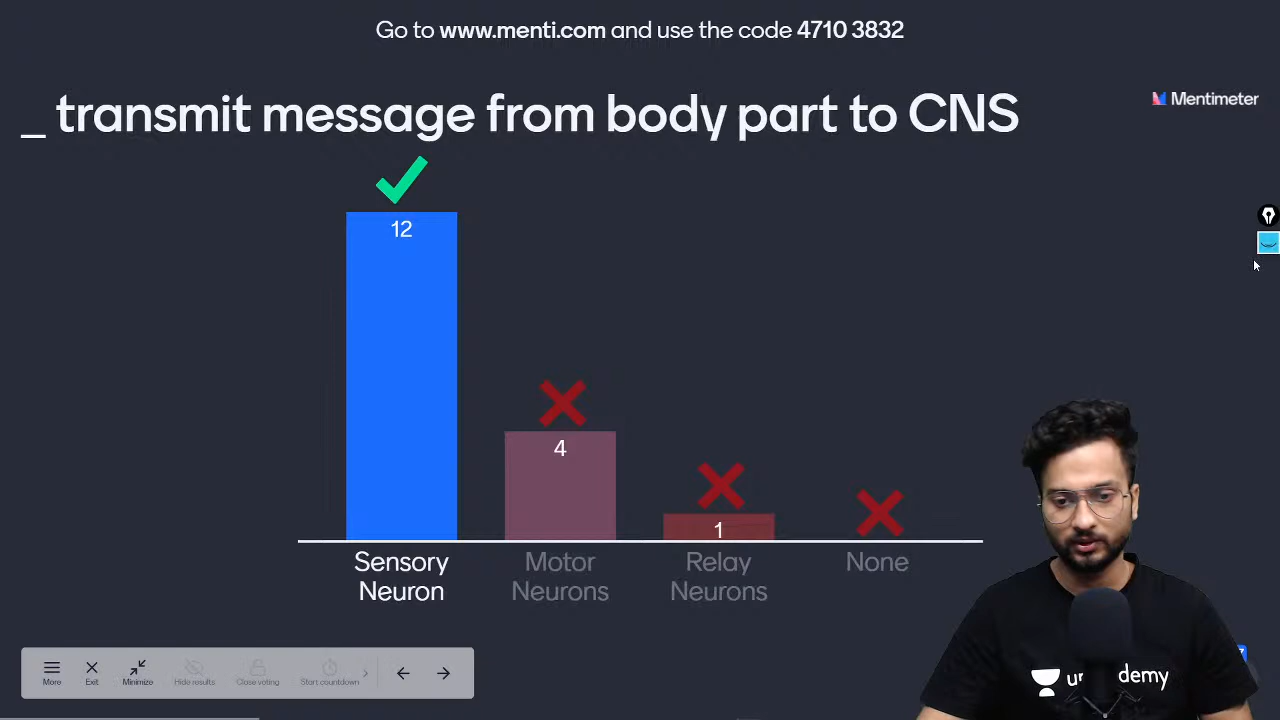 Go to www.menti.com and use the code 4710 3832
_ transmit message from body part to CNS
Mentimeter
12
4
1
Sensory Neuron
Motor Neurons
Relay Neurons
None
More
Exit
Minimize
Hide results
Close voting
Start countdown
demy